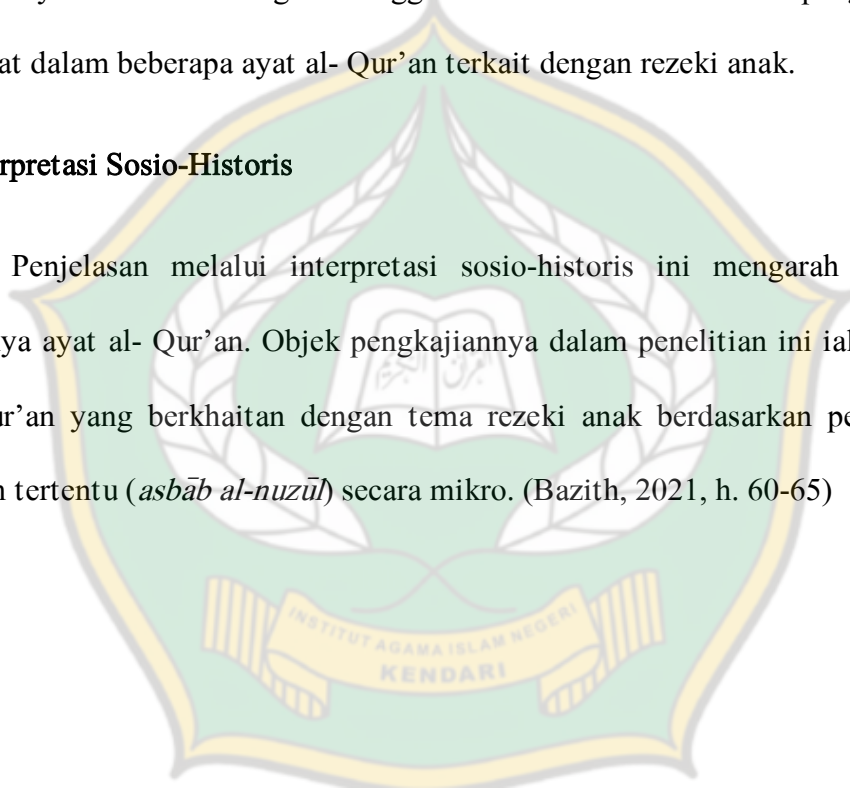 at dalam beberapa ayat al- Qur’an terkait dengan rezeki anak.
rpretasi Sosio-Historis
Penjelasan melalui interpretasi sosio-historis ini mengarah
ya ayat al- Qur’an. Objek pengkajiannya dalam penelitian ini ial
ur’an yang berkhaitan dengan tema rezeki anak berdasarkan pe
n tertentu (asbāb al-nuzūl) secara mikro. (Bazith, 2021, h. 60-65)
INSTITUT AGAMA ISLAM NEGERI
KENDARI